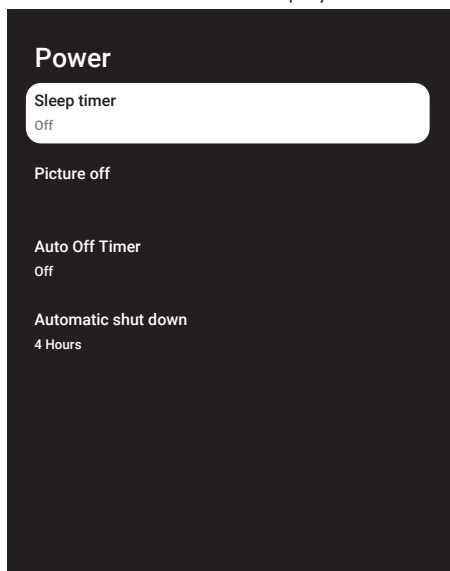 Power
Sleep timer
Off
Picture off
Auto Off Timer
Off
Automatic shut down
4 Hours